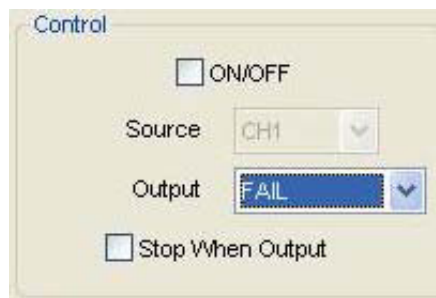 Control
ON/OFF
Source CH1
Output FAIL
Stop When Output